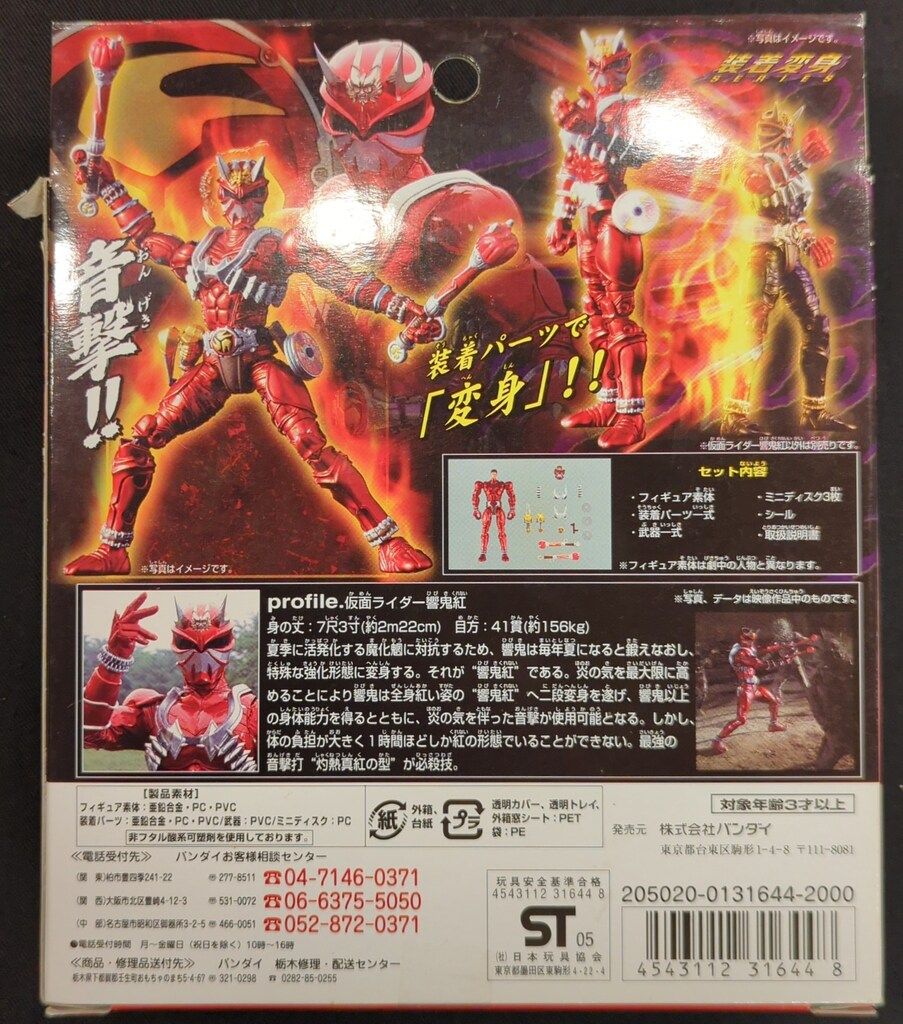 ※写真はイメージです。
装着変身
SERIES
音撃!!
おんげき
装着パーツで
「変身」!!
※仮面ライダー響鬼紅以外は別売りです。
セット内容
・フィギュア素体
・装着パーツ一式
・武器一式
・ミニディスク3枚
・シール
・取扱説明書
※フィギュア素体は劇中の人物と異なります。
※写真はイメージです。
profile.仮面ライダー響鬼紅
※写真、データは映像作品中のものです。
身の丈:7尺3寸(約2m22cm) 目方:41貫(約156kg)
夏季に活発化する魔化魍に対抗するため、響鬼は毎年夏になると鍛えなおし、
特殊な強化形態に変身する。それが“響鬼紅”である。炎の気を最大限に高
めることにより響鬼は全身紅い姿の“響鬼紅”へ二段変身を遂げ、響鬼以上
の身体能力を得るとともに、炎の気を伴った音撃が使用可能となる。しかし、
体の負担が大きく1時間ほどしか紅の形態でいることができない。最強の
音撃打“灼熱真紅の型”が必殺技。
【製品素材】
フィギュア素体:亜鉛合金・PC・PVC
装着パーツ:亜鉛合金・PC・PVC/武器:PVC/ミニディスク:PC
非フタル酸系可塑剤を使用しております。
紙
外箱、
台紙
プラ
透明カバー、透明トレイ、
外箱窓シート:PET
袋:PE
対象年齢3才以上
発売元 株式会社バンダイ
東京都台東区駒形1-4-8 〒111-8081
≪電話受付先≫ バンダイお客様相談センター
(関 東)柏市豊四季241-22 〒277-8511 ☎04-7146-0371
(関 西)大阪市北区豊崎4-12-3 〒531-0072 ☎06-6375-5050
(中 部)名古屋市昭和区御器所3-2-5 〒466-0051 ☎052-872-0371
●電話受付時間 月〜金曜日(祝日を除く)10時〜16時
≪商品・修理品送付先≫ バンダイ 栃木修理・配送センター
栃木県下都賀郡壬生町おもちゃのまち5-4-67 〒321-0298 ☎ 0282-85-0255
玩具安全基準合格
4543112 31644 8
ST 05
(社)日本玩具協会
東京都墨田区東駒形4-22-4
205020-0131644-2000
4543112 31644 8